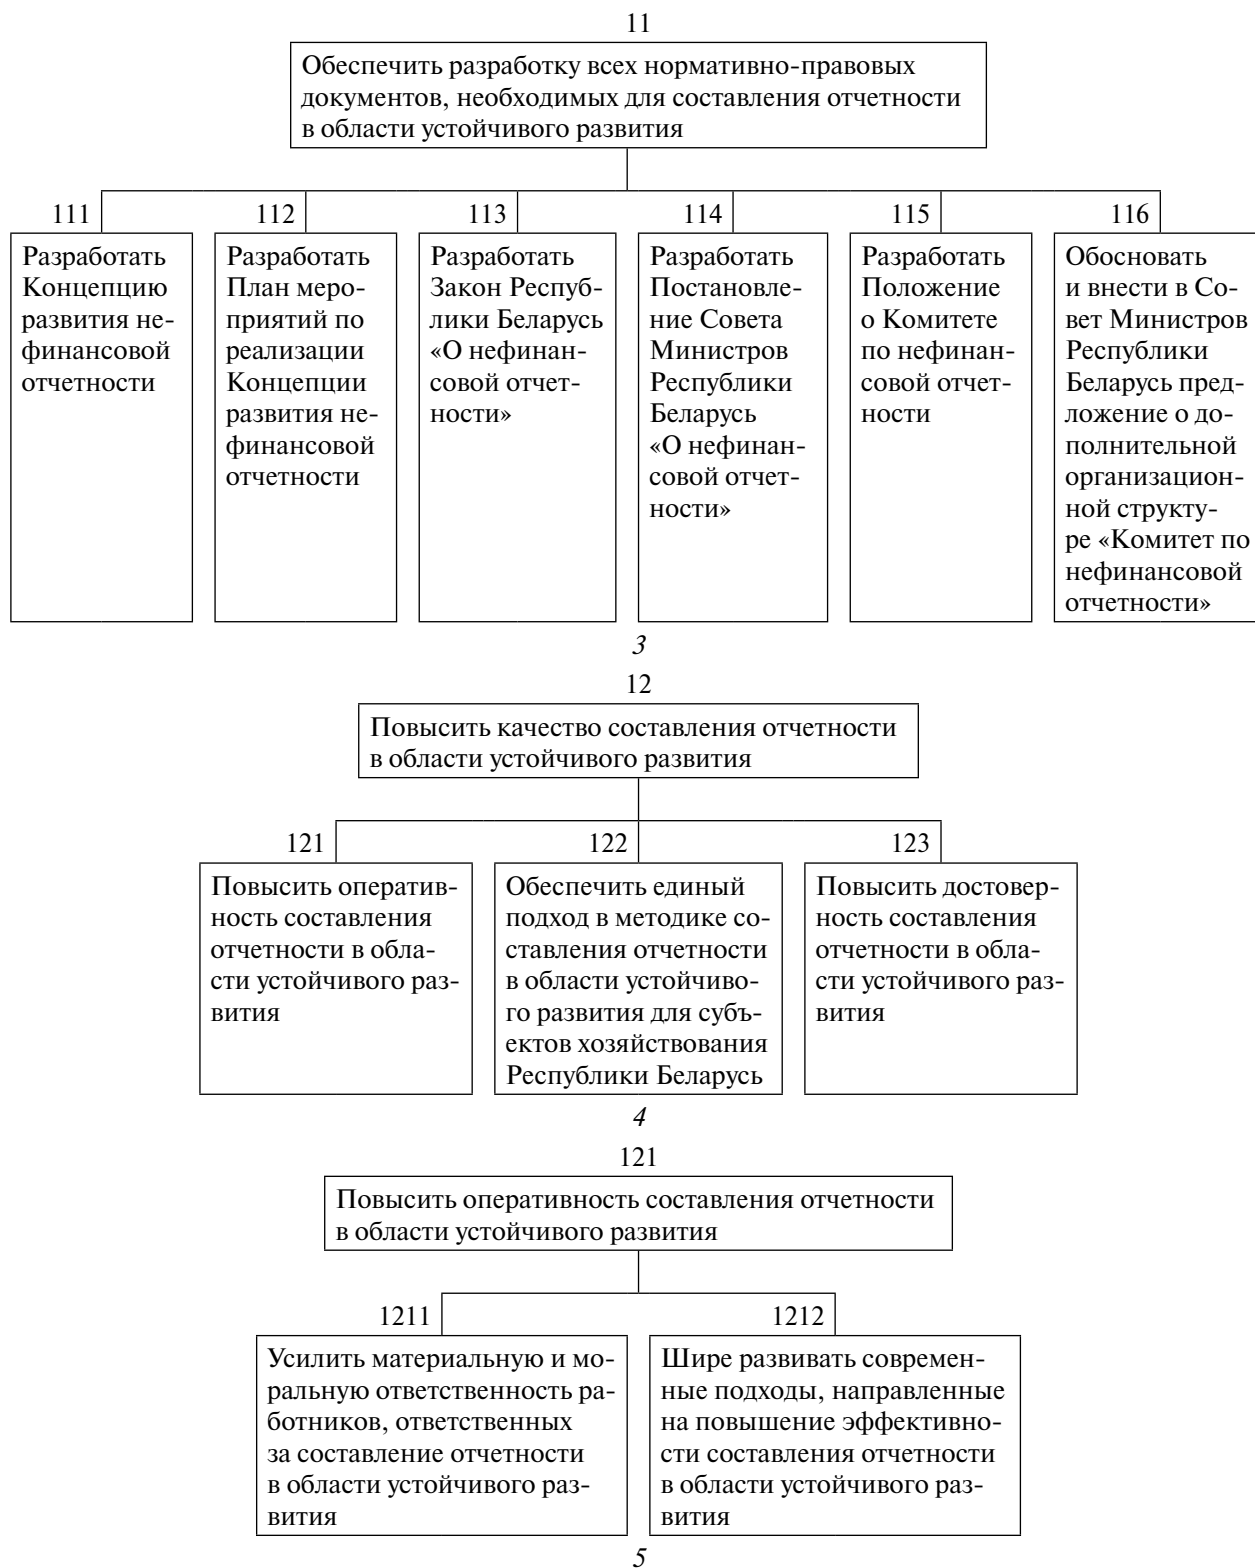 11
Обеспечить разработку всех нормативно-правовых
документов, необходимых для составления отчетности
в области устойчивого развития
111
Разработать
Концепцию
развития не-
финансовой
отчетности
112
Разработать
План меро-
приятий по
реализации
Концепции
развития не-
финансовой
отчетности
113
Разработать
Закон Респуб-
лики Беларусь
«О нефинан-
совой отчет-
ности»
114
Разработать
Постановле-
ние Совета
Министров
Республики
Беларусь
«О нефинан-
совой отчет-
ности»
115
Разработать
Положение
о Комитете
по нефинан-
совой отчет-
ности
116
Обосновать
и внести в Со-
вет Министров
Республики
Беларусь пред-
ложение о до-
полнительной
организацион-
ной структу-
ре «Комитет по
нефинансовой
отчетности»
3
12
Повысить качество составления отчетности
в области устойчивого развития
121
Повысить оператив-
ность составления
отчетности в обла-
сти устойчивого раз-
вития
122
Обеспечить единый
подход в методике со-
ставления отчетности
в области устойчиво-
го развития для субъ-
ектов хозяйствования
Республики Беларусь
123
Повысить достовер-
ность составления
отчетности в обла-
сти устойчивого раз-
вития
4
121
Повысить оперативность составления отчетности
в области устойчивого развития
1211
Усилить материальную и мо-
ральную ответственность ра-
ботников, ответственных
за составление отчетности
в области устойчивого раз-
вития
1212
Шире развивать современ-
ные подходы, направленные
на повышение эффективно-
сти составления отчетности
в области устойчивого раз-
вития
5